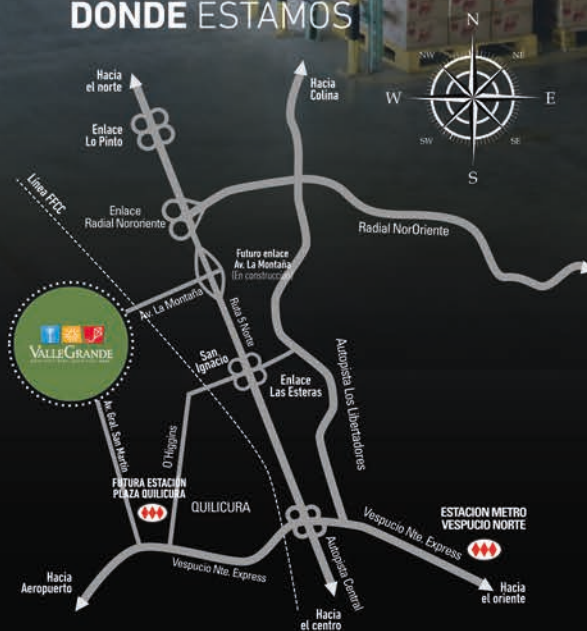 DONDE ESTAMOS
N
NW
NE
W
E
SW
SE
S
Hacia
el norte
Hacia
Colina
Enlace
Lo Pinto
Línea FFCC
Enlace
Radial Nororiente
Radial NorOriente
Futuro enlace
Av. La Montaña
(En construcción)
Av. La Montaña
Ruta 5 Norte
VALLEGRANDE
San
Ignacio
Enlace
Las Esteras
Autopista Los Libertadores
Av. Gral. San Martín
O'Higgins
FUTURA ESTACION
PLAZA QUILICURA
QUILICURA
ESTACION METRO
VESPUCIO NORTE
Vespucio Nte. Express
Vespucio Nte. Express
Autopista Central
Hacia
Aeropuerto
Hacia
el oriente
Hacia
el centro